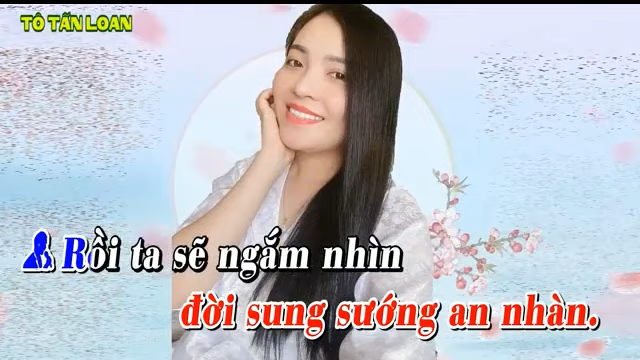 TÔ TẤN LOAN
Rồi ta sẽ ngắm nhìn
đời sung sướng an nhàn.